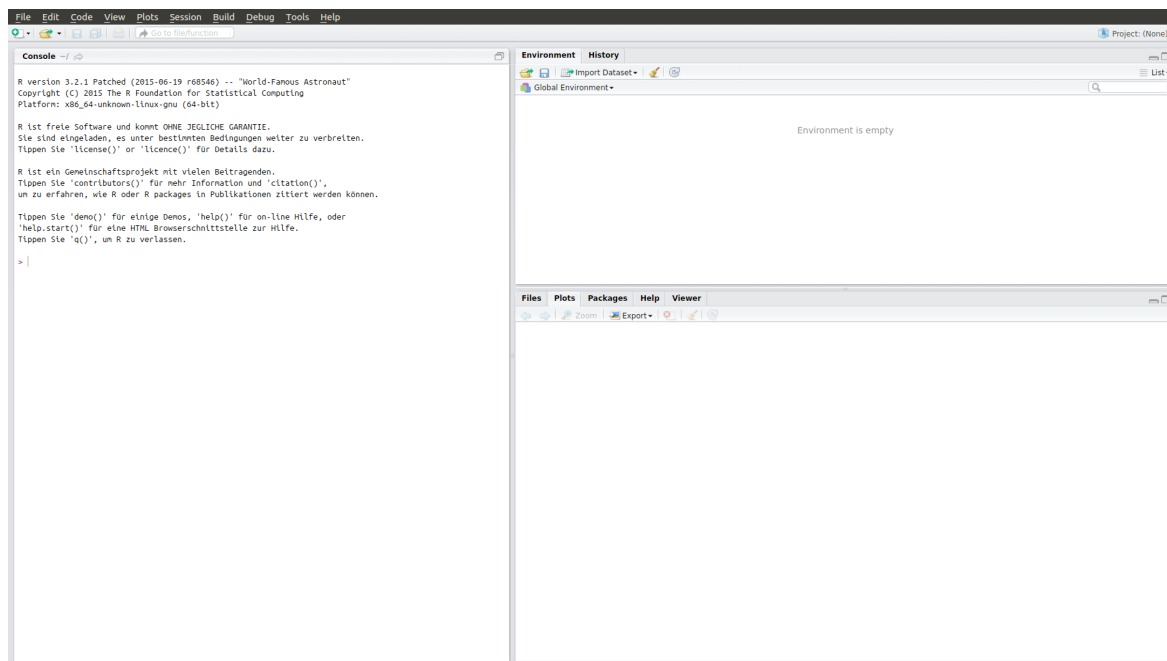 File Edit Code View Plots Session Build Debug Tools Help
Go to file/function
Project: (None)
Console ~/
R version 3.2.1 Patched (2015-06-19 r68546) -- "World-Famous Astronaut"
Copyright (C) 2015 The R Foundation for Statistical Computing
Platform: x86_64-unknown-linux-gnu (64-bit)
R ist freie Software und kommt OHNE JEGLICHE GARANTIE.
Sie sind eingeladen, es unter bestimmten Bedingungen weiter zu verbreiten.
Tippen Sie 'license()' or 'licence()' für Details dazu.
R ist ein Gemeinschaftsprojekt mit vielen Beitragenden.
Tippen Sie 'contributors()' für mehr Information und 'citation()',
um zu erfahren, wie R oder R packages in Publikationen zitiert werden können.
Tippen Sie 'demo()' für einige Demos, 'help()' für on-line Hilfe, oder
'help.start()' für eine HTML Browserschnittstelle zur Hilfe.
Tippen Sie 'q()', um R zu verlassen.
>
Environment History
Import Dataset
List
Global Environment
Environment is empty
Files Plots Packages Help Viewer
Zoom Export